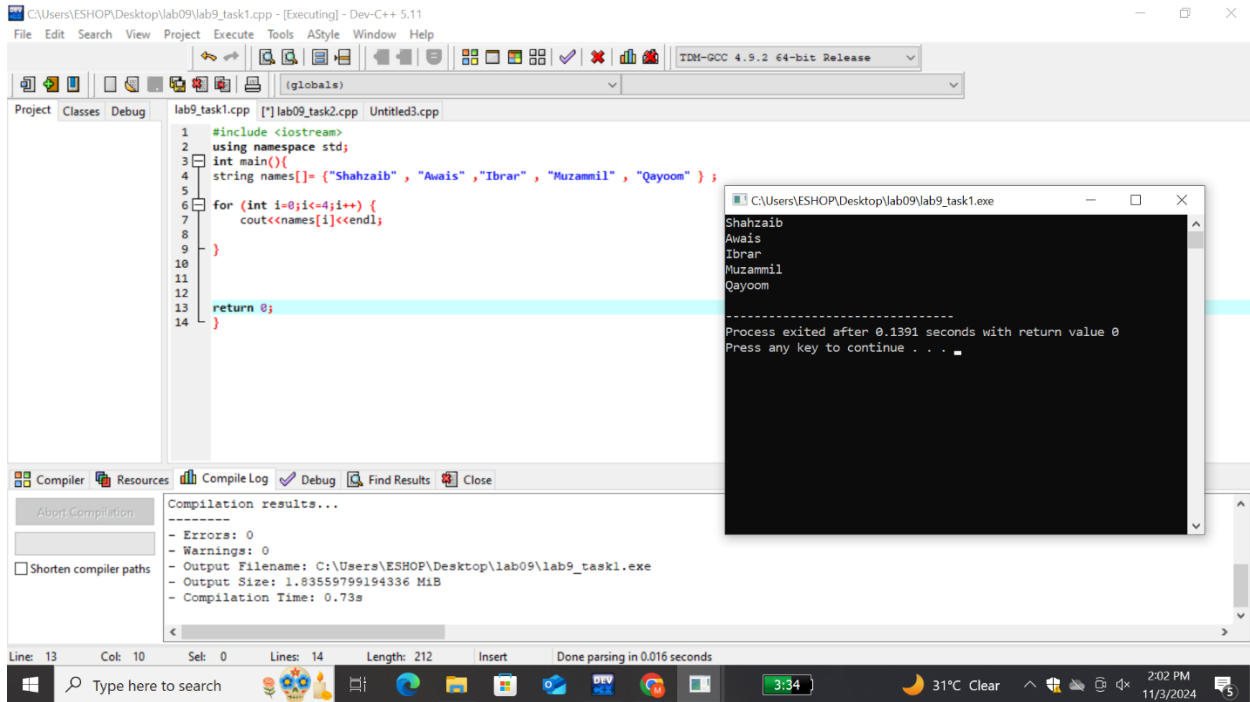 C:\Users\ESHOP\Desktop\lab09\lab9_task1.cpp - [Executing] - Dev-C++ 5.11
File Edit Search View Project Execute Tools AStyle Window Help
TDM-GCC 4.9.2 64-bit Release
(globals)
Project Classes Debug
lab9_task1.cpp [*] lab09_task2.cpp Untitled3.cpp
1 #include <iostream>
2 using namespace std;
3 int main(){
4 string names[]= {"Shahzaib" , "Awais" ,"Ibrar" , "Muzammil" , "Qayoom" } ;
5
6 for (int i=0;i<=4;i++) {
7 cout<<names[i]<<endl;
8
9 }
10
11
12
13 return 0;
14 }
C:\Users\ESHOP\Desktop\lab09\lab9_task1.exe
Shahzaib
Awais
Ibrar
Muzammil
Qayoom
--------------------------------
Process exited after 0.1391 seconds with return value 0
Press any key to continue . . .
Compiler Resources Compile Log Debug Find Results Close
Abort Compilation
Shorten compiler paths
Compilation results...
--------
- Errors: 0
- Warnings: 0
- Output Filename: C:\Users\ESHOP\Desktop\lab09\lab9_task1.exe
- Output Size: 1.83559799194336 MiB
- Compilation Time: 0.73s
Line: 13 Col: 10 Sel: 0 Lines: 14 Length: 212 Insert Done parsing in 0.016 seconds
Type here to search
DEV
3:34
31°C Clear
2:02 PM
11/3/2024
5